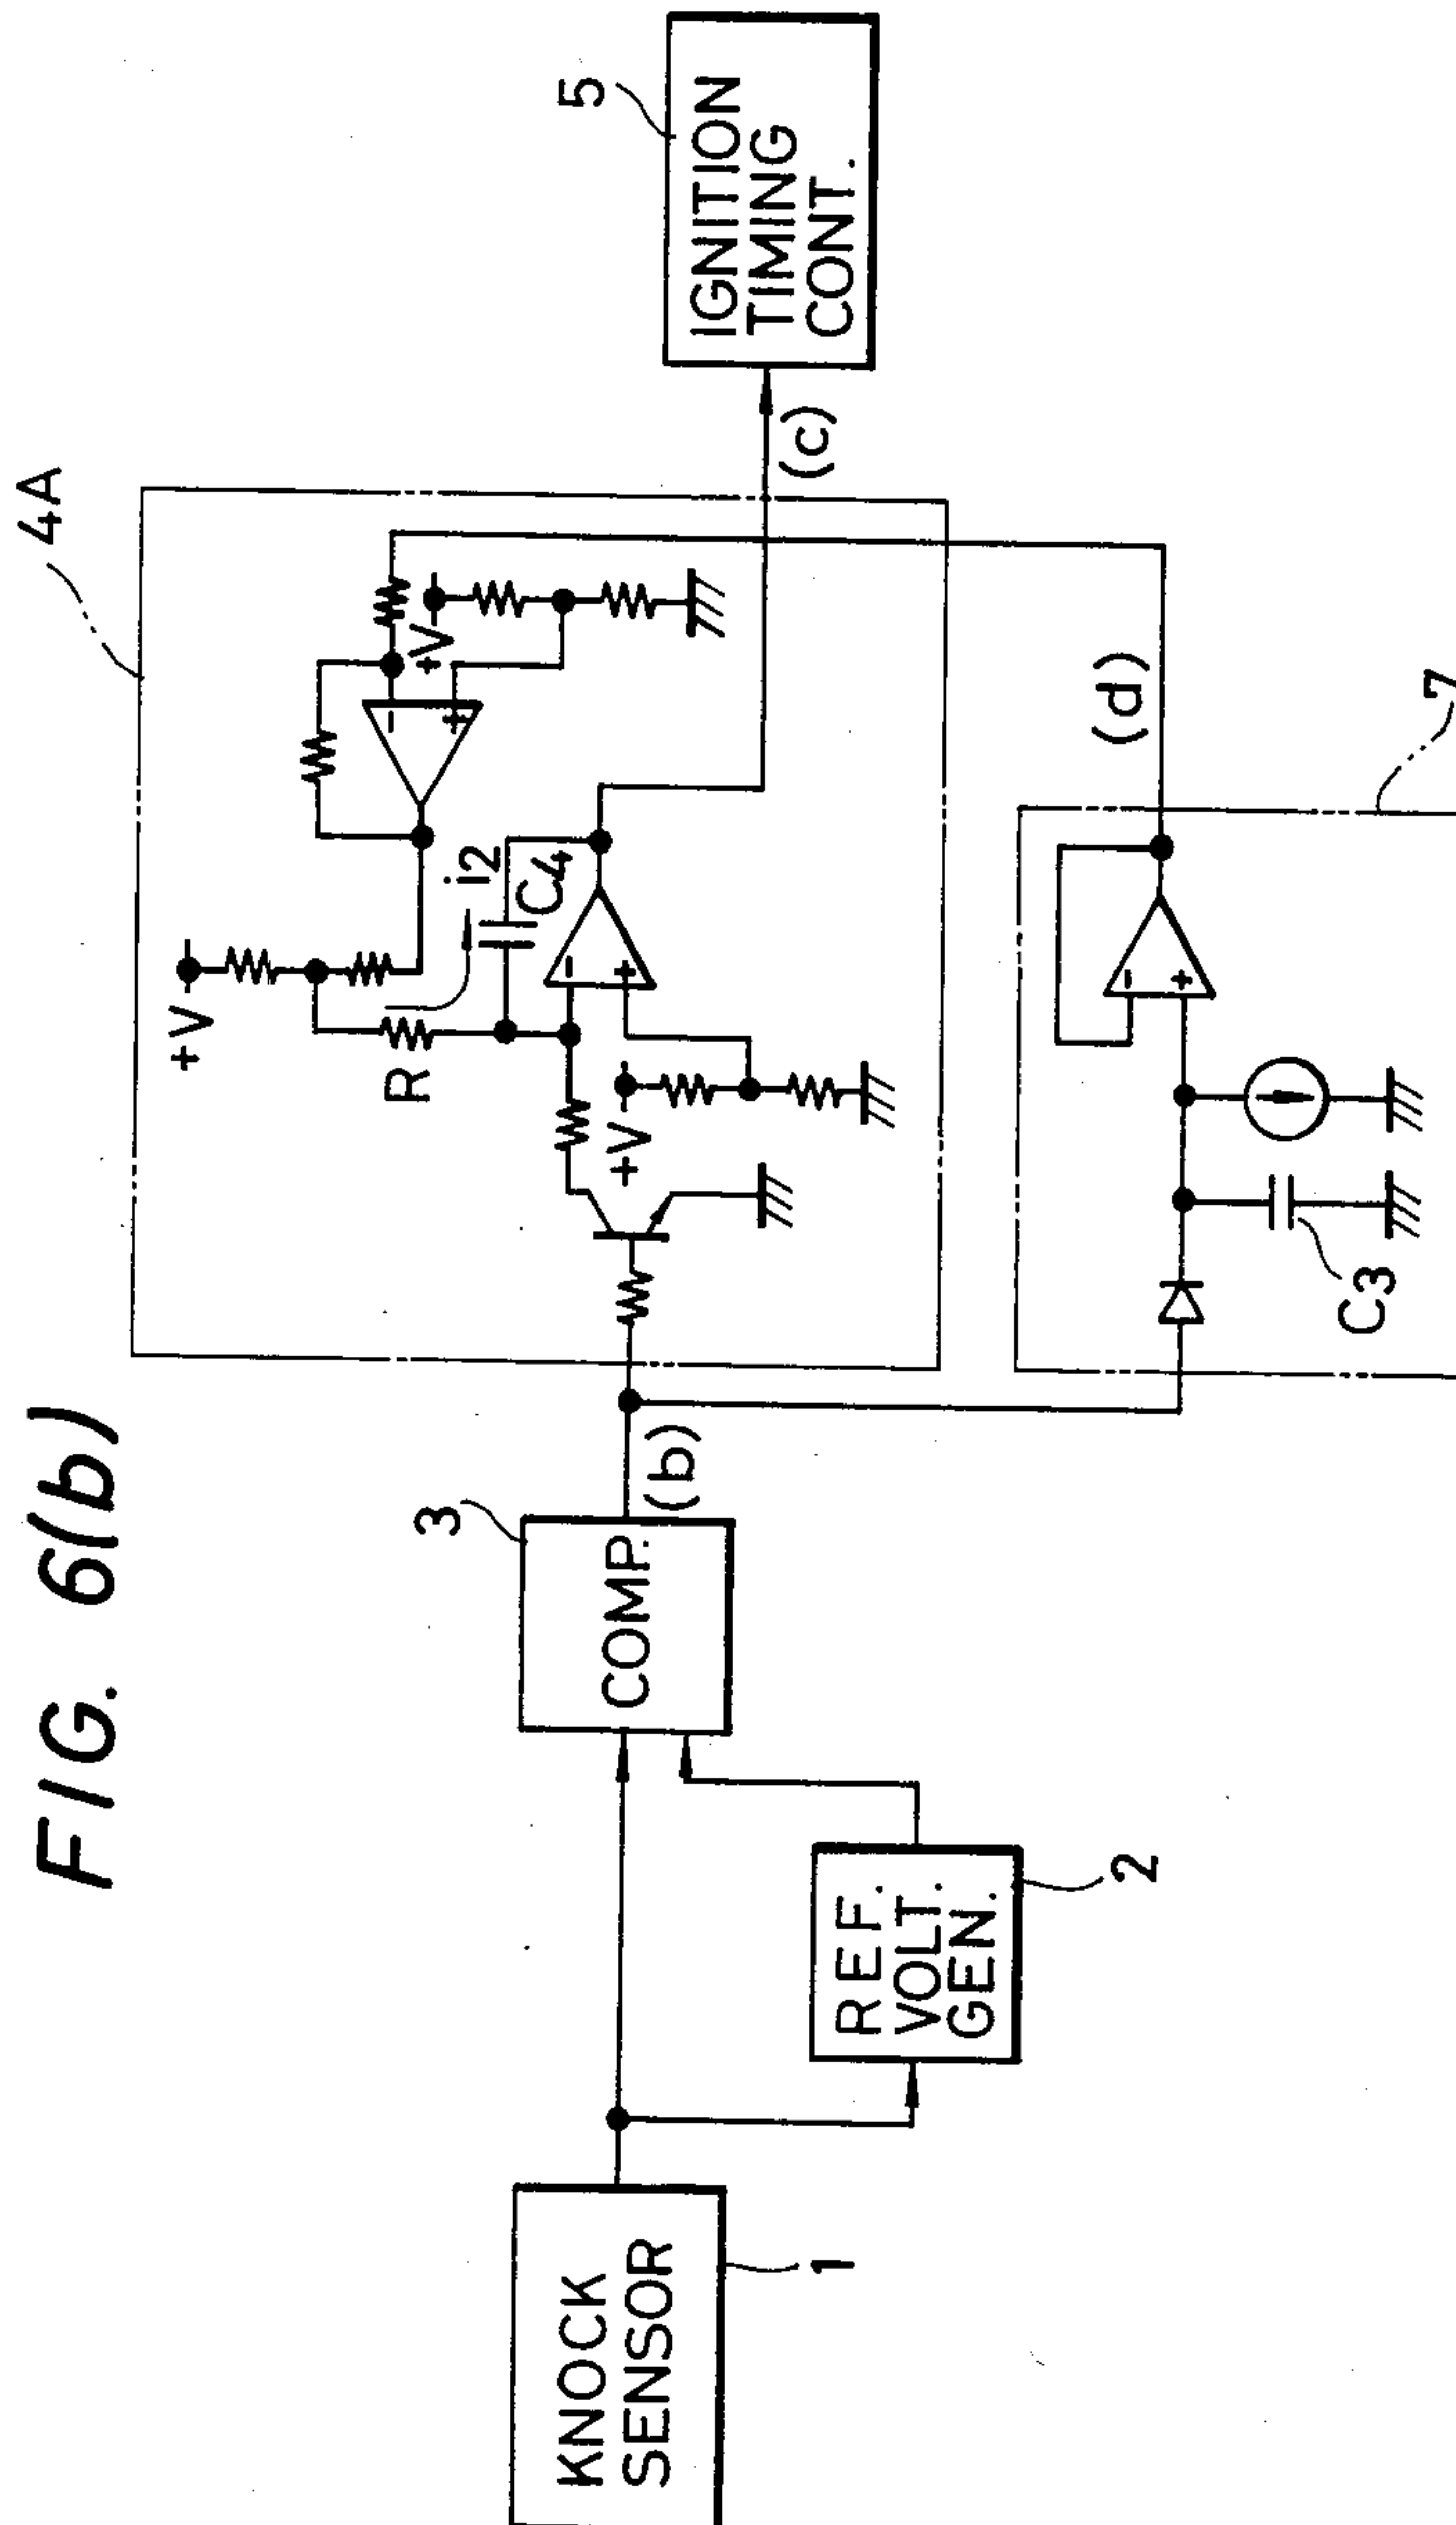 FIG. 6(b)
KNOCK
SENSOR
1
REF.
VOLT.
GEN.
2
COMP.
3
(b)
4A
+V
R
i2
C4
-
+
+V
-
+
+V
(c)
IGNITION
TIMING
CONT.
5
C3
-
+
(d)
7